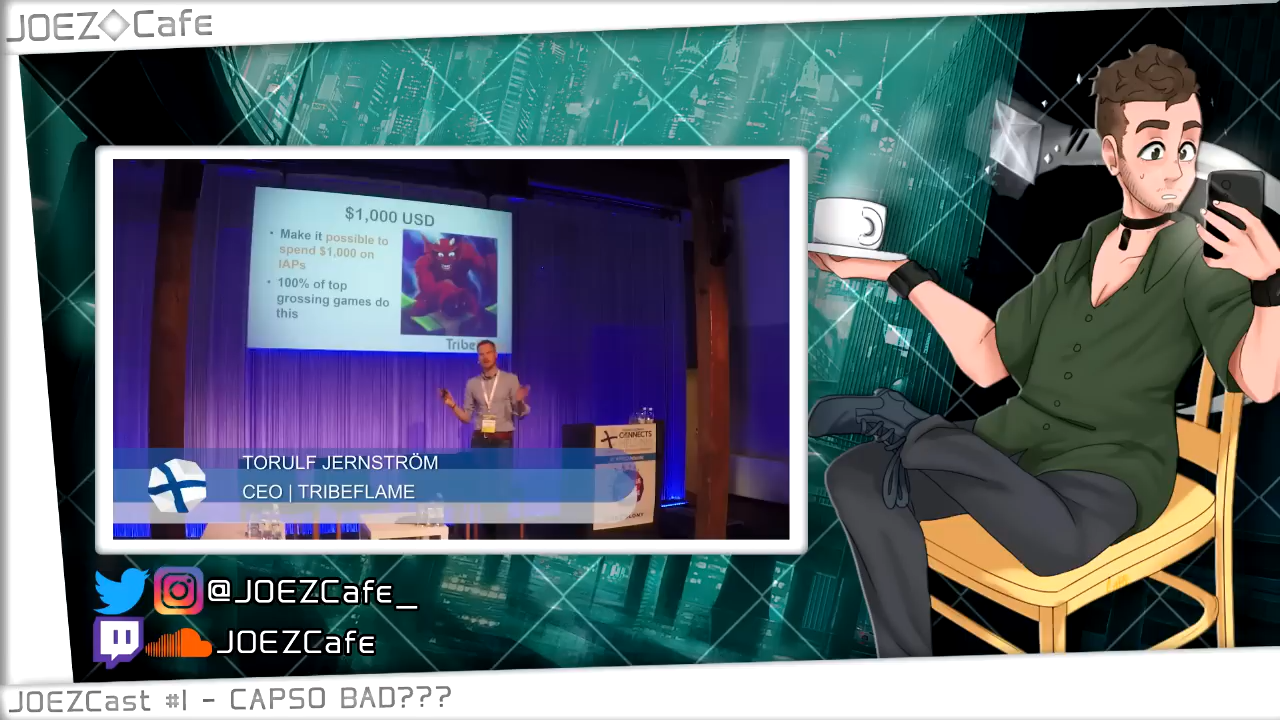 JOEZ Cafe
$1,000 USD
• Make it possible to
spend $1,000 on
IAPs
• 100% of top
grossing games do
this
Tribe
CONNECTS
TORULF JERNSTRÖM
CEO | TRIBEFLAME
@JOEZCafe_
JOEZCafe
JOEZCast #1 - CAPSO BAD???